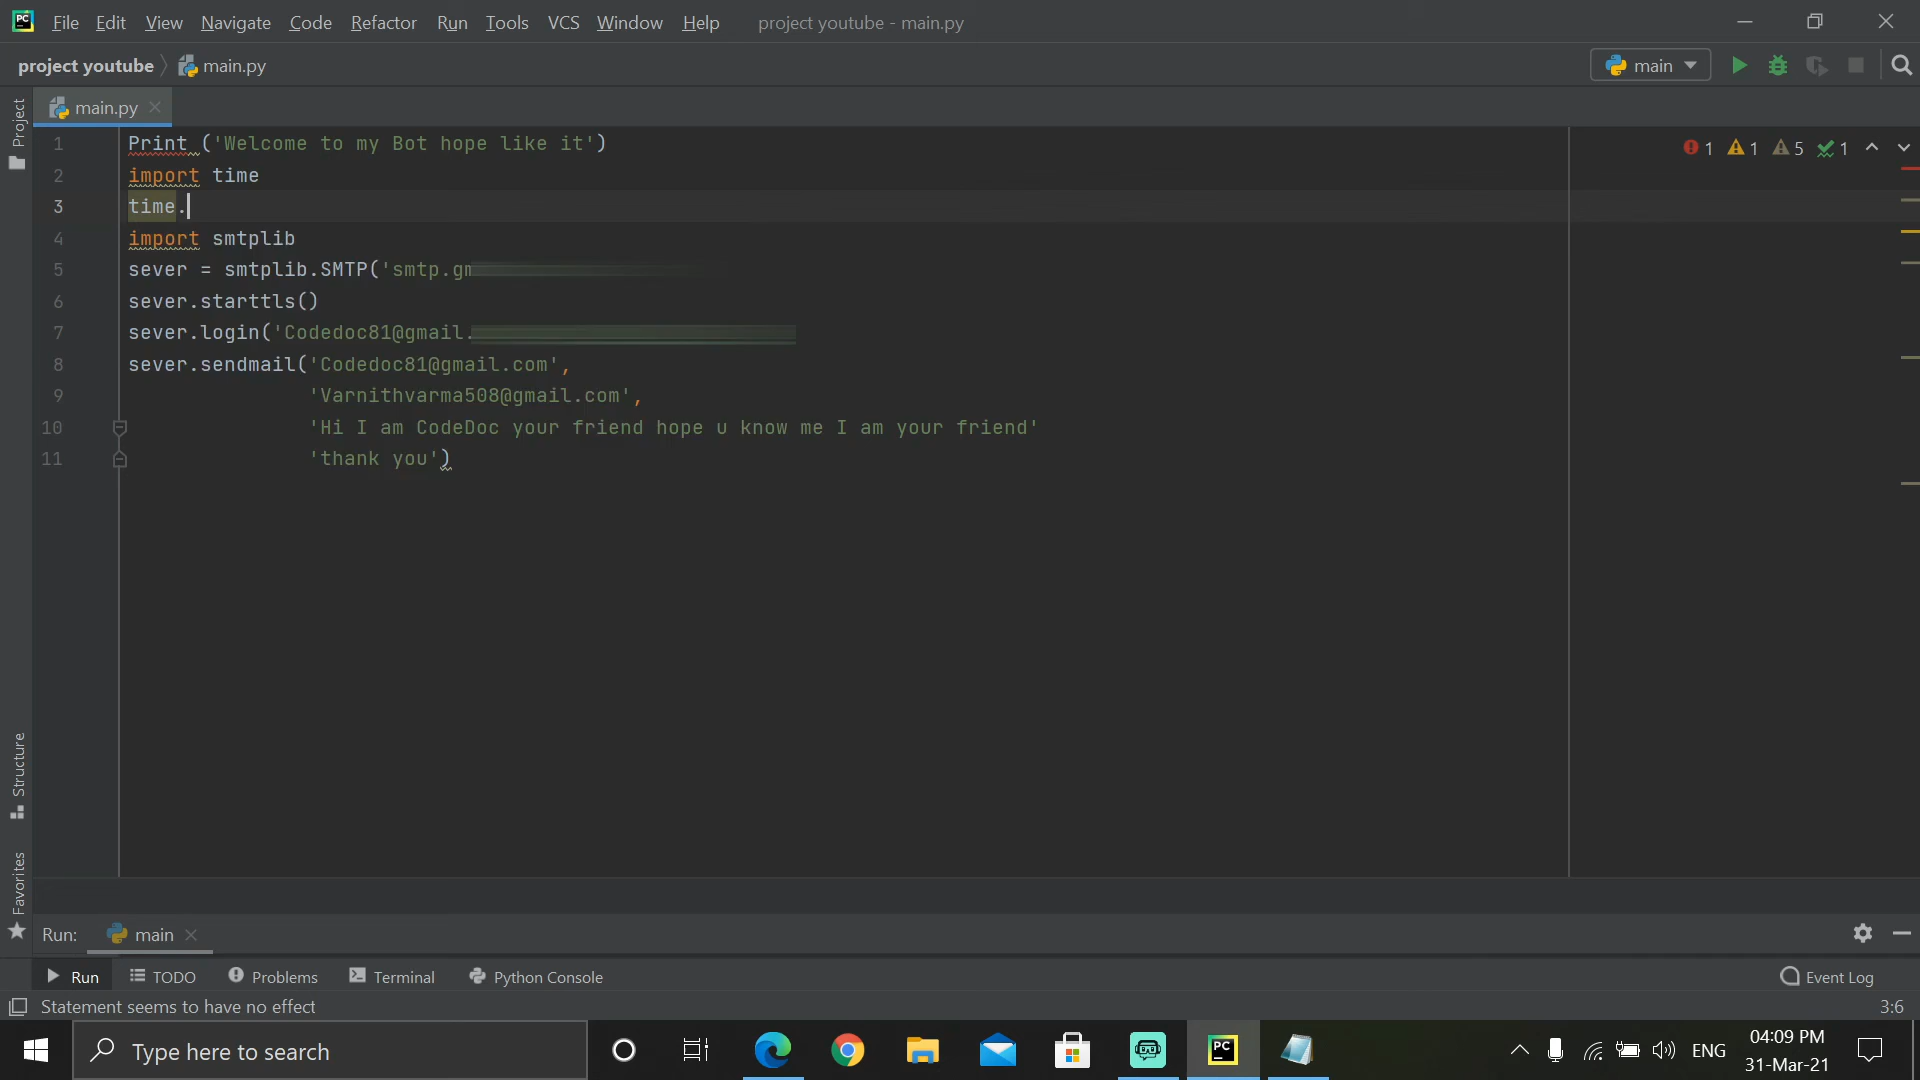 PC File Edit View Navigate Code Refactor Run Tools VCS Window Help project youtube - main.py
project youtube main.py main
Project
main.py
1 Print ('Welcome to my Bot hope like it') 1 1 5 1
2 import time
3 time.
4 import smtplib
5 sever = smtplib.SMTP('smtp.gm
6 sever.starttls()
7 sever.login('Codedoc81@gmail.
8 sever.sendmail('Codedoc81@gmail.com',
9 'Varnithvarma508@gmail.com',
10 'Hi I am CodeDoc your friend hope u know me I am your friend'
11 'thank you')
Structure
Favorites
Run: main
Run TODO Problems Terminal Python Console Event Log
Statement seems to have no effect 3:6
Type here to search PC ENG 04:09 PM
31-Mar-21